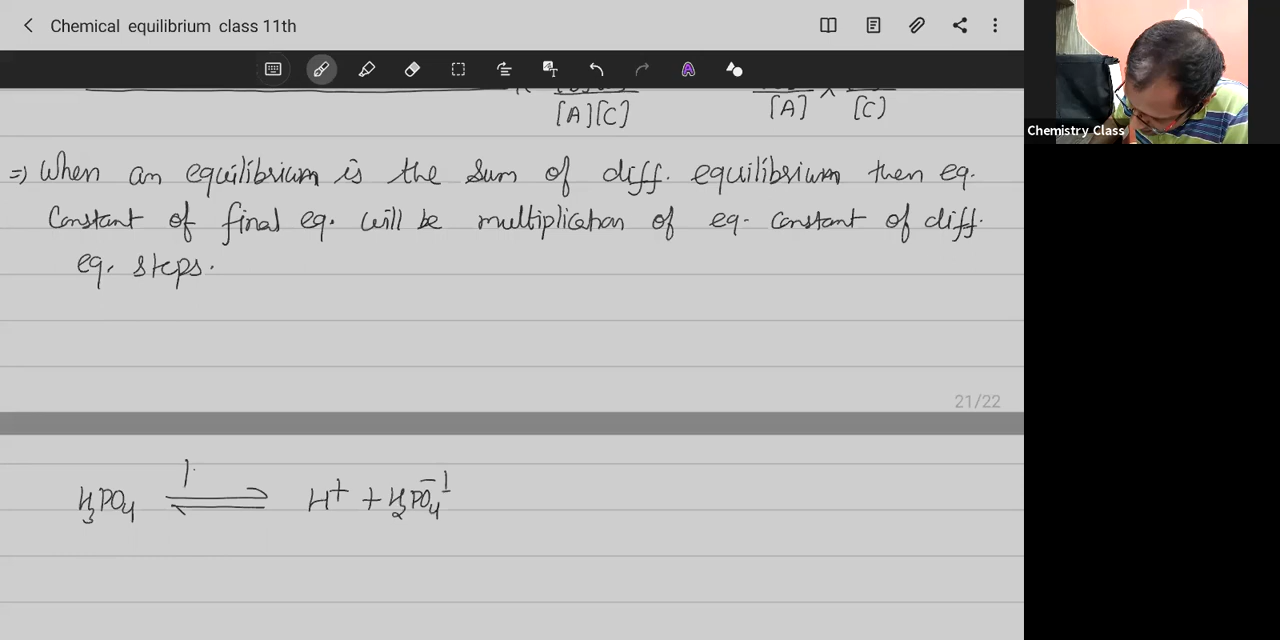 Chemical equilibrium class 11th
[A][C] [A] × [C]
=> When an equilibrium is the sum of diff. equilibrium then eq.
Constant of final eq. will be multiplication of eq. constant of diff.
eq. steps.
21/22
H₃PO₄ ⇌ H⁺ + H₂PO₄⁻¹
Chemistry Class